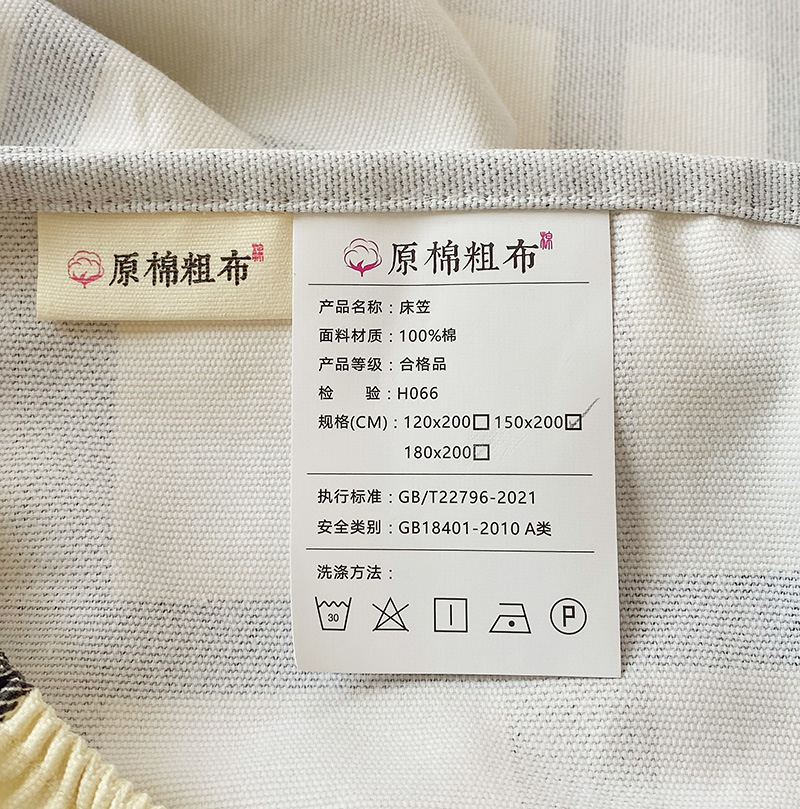 原棉粗布
原棉粗布 棉
产品名称：床笠
面料材质：100%棉
产品等级：合格品
检 验：H066
规格(CM)：120x200□ 150x200☑
180x200□
执行标准：GB/T22796-2021
安全类别：GB18401-2010 A类
洗涤方法：
30
P